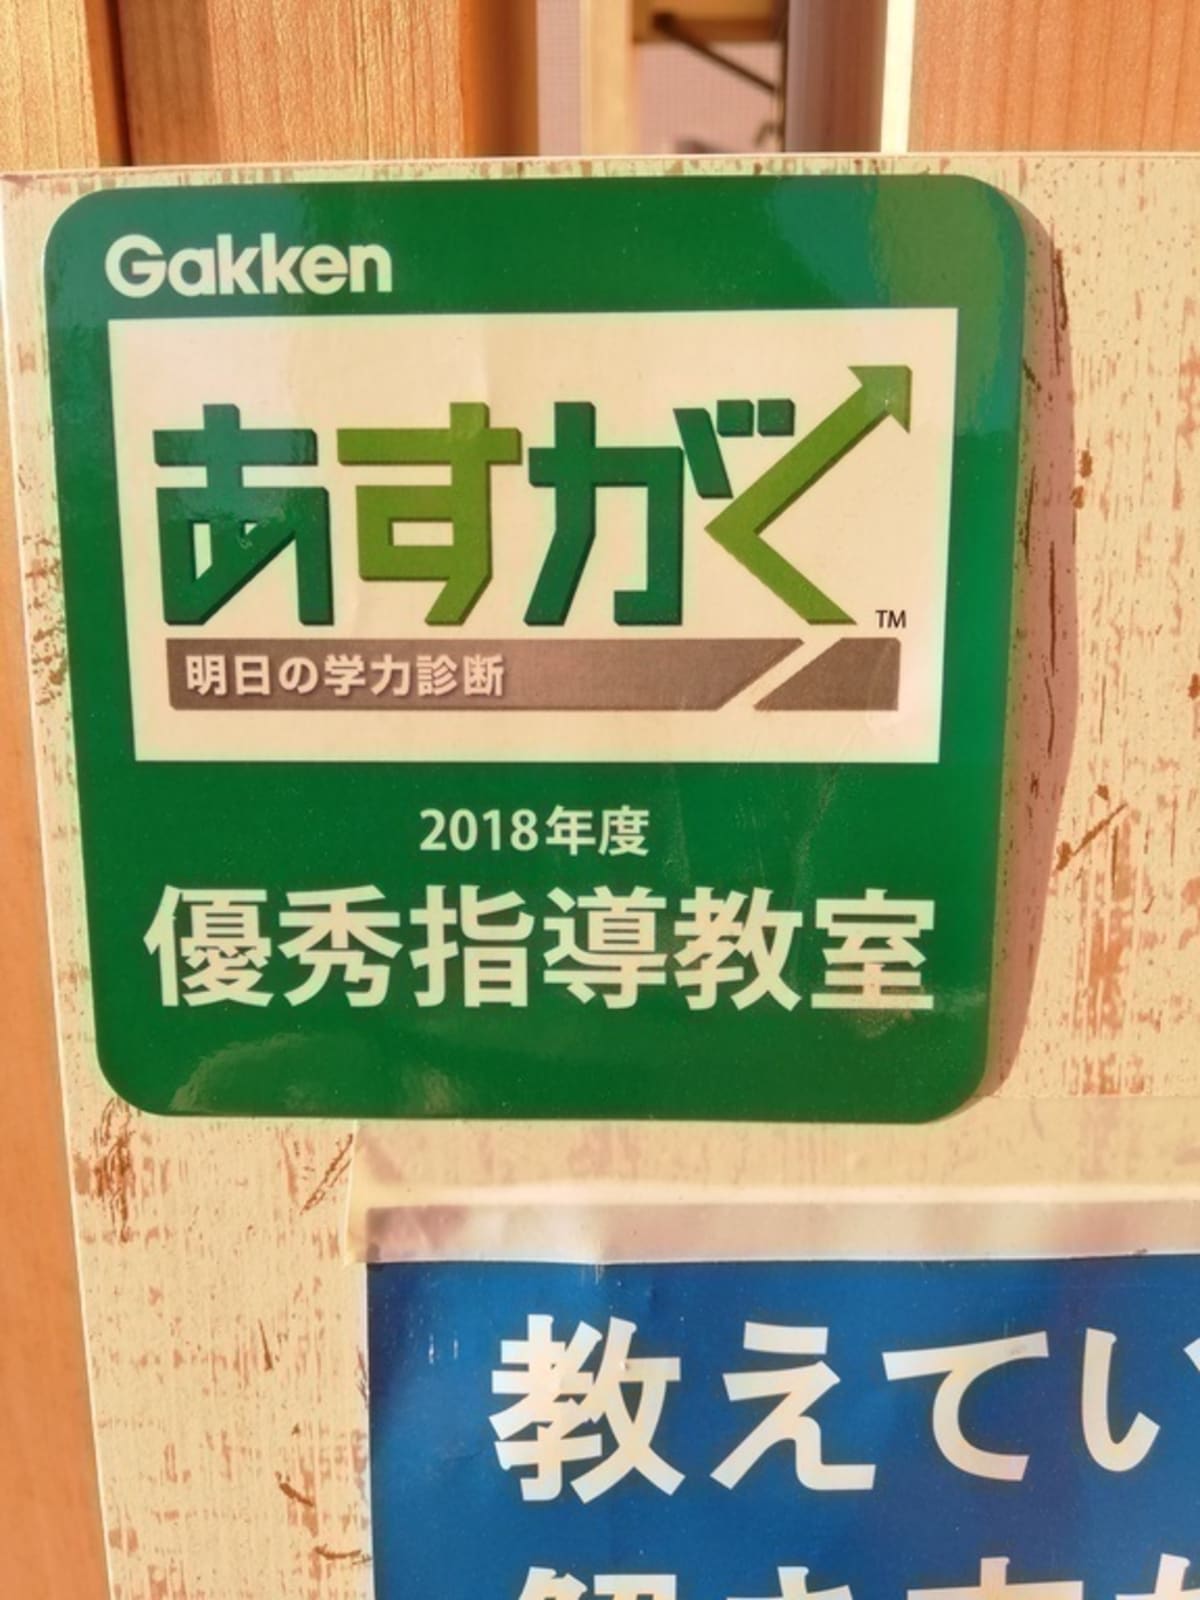 Gakken
あすがく
TM
明日の学力診断
2018年度
優秀指導教室
教えてい